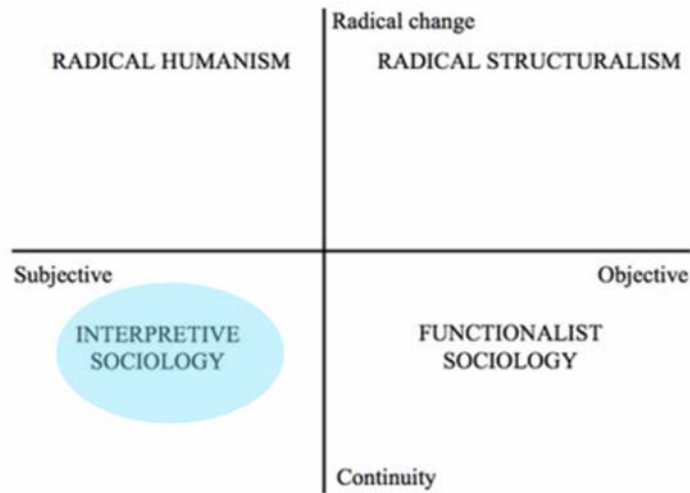 Radical change
RADICAL HUMANISM
RADICAL STRUCTURALISM
Subjective
Objective
INTERPRETIVE
SOCIOLOGY
FUNCTIONALIST
SOCIOLOGY
Continuity